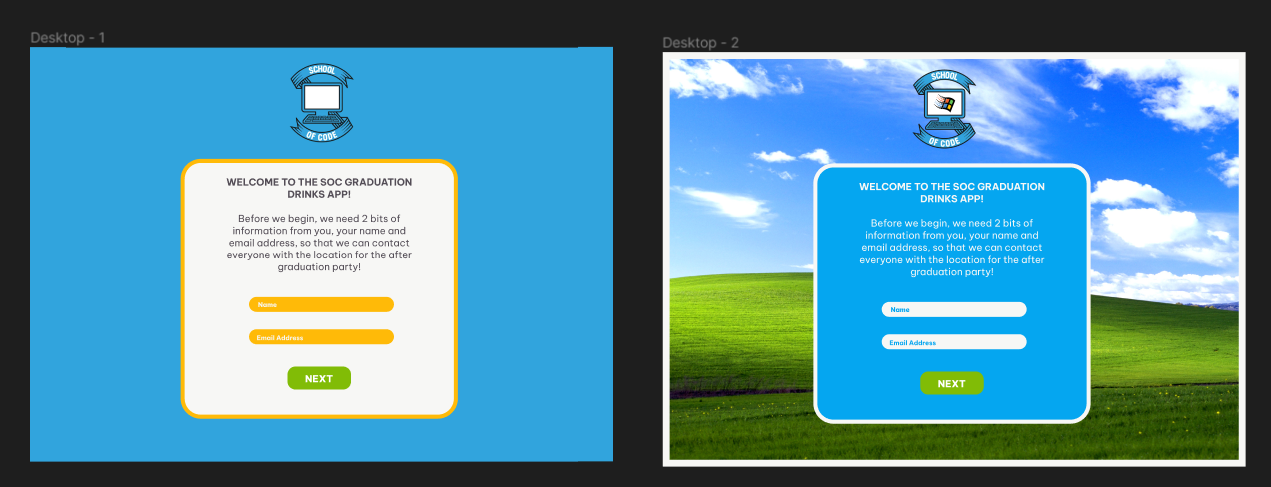 Desktop - 1
SCHOOL
OF CODE
WELCOME TO THE SOC GRADUATION
DRINKS APP!
Before we begin, we need 2 bits of
information from you, your name and
email address, so that we can contact
everyone with the location for the after
graduation party!
Name
Email Address
NEXT
Desktop - 2
SCHOOL
OF CODE
WELCOME TO THE SOC GRADUATION
DRINKS APP!
Before we begin, we need 2 bits of
information from you, your name and
email address, so that we can contact
everyone with the location for the after
graduation party!
Name
Email Address
NEXT